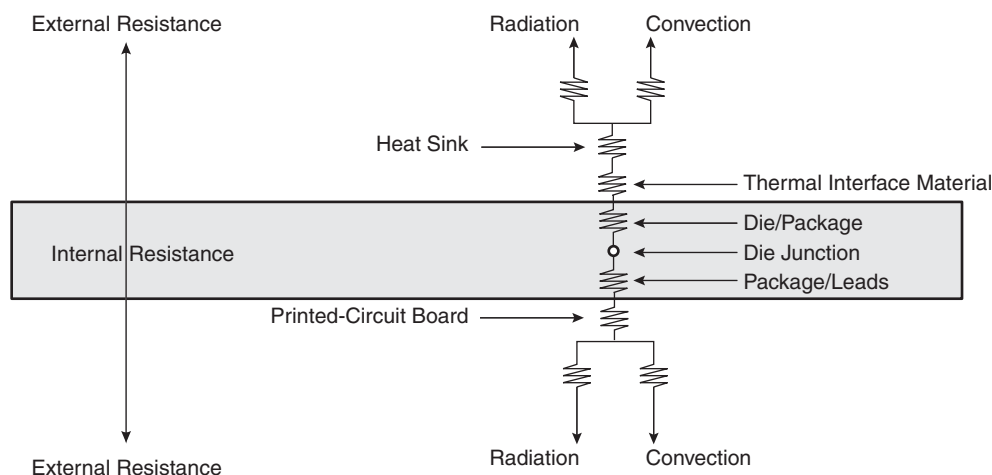 External Resistance
Radiation
Convection
Heat Sink
Thermal Interface Material
Die/Package
Internal Resistance
Die Junction
Package/Leads
Printed-Circuit Board
Radiation
Convection
External Resistance